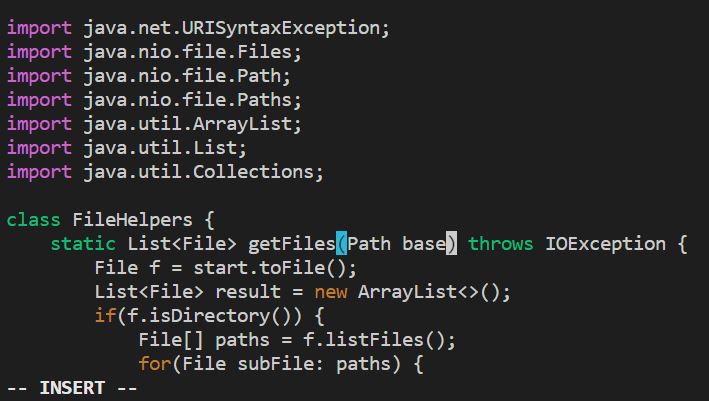 import java.net.URISyntaxException;
import java.nio.file.Files;
import java.nio.file.Path;
import java.nio.file.Paths;
import java.util.ArrayList;
import java.util.List;
import java.util.Collections;

class FileHelpers {
    static List<File> getFiles(Path base) throws IOException {
        File f = start.toFile();
        List<File> result = new ArrayList<>();
        if(f.isDirectory()) {
            File[] paths = f.listFiles();
            for(File subFile: paths) {
-- INSERT --